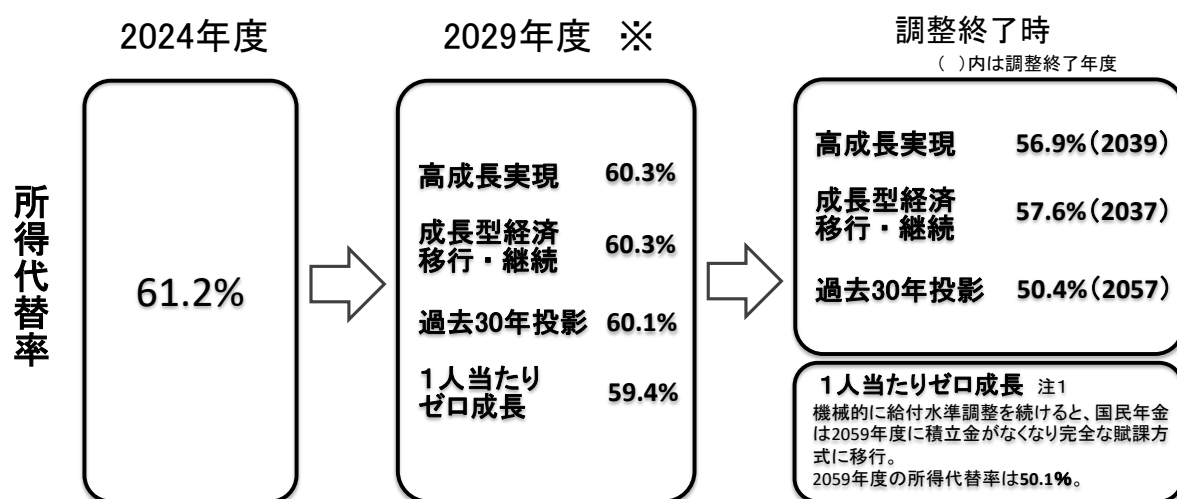 2024年度
2029年度 ※
調整終了時
（ ）内は調整終了年度
所得代替率
61.2%
高成長実現 60.3%
成長型経済
移行・継続 60.3%
過去30年投影 60.1%
１人当たり
ゼロ成長 59.4%
高成長実現 56.9%（2039）
成長型経済
移行・継続 57.6%（2037）
過去30年投影 50.4%（2057）
１人当たりゼロ成長 注１
機械的に給付水準調整を続けると、国民年金
は2059年度に積立金がなくなり完全な賦課方
式に移行。
2059年度の所得代替率は50.1％。